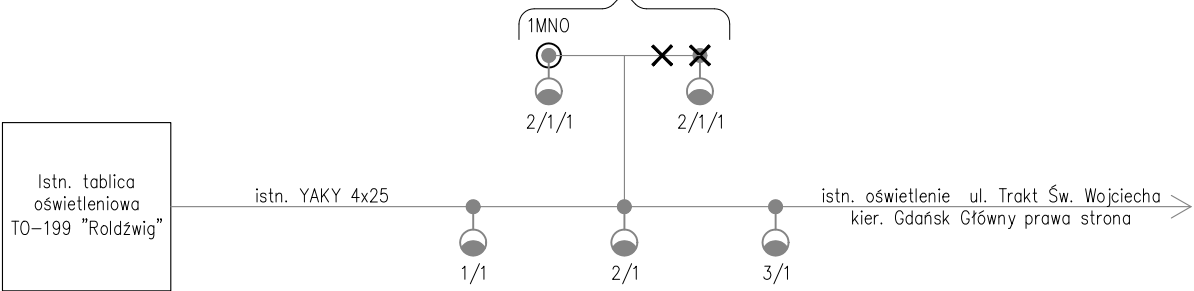 1MNO
2/1/1
2/1/1
Istn. tablica
oświetleniowa
TO-199 "Roldźwig"
istn. YAKY 4x25
istn. oświetlenie ul. Trakt Św. Wojciecha
kier. Gdańsk Główny prawa strona
1/1
2/1
3/1